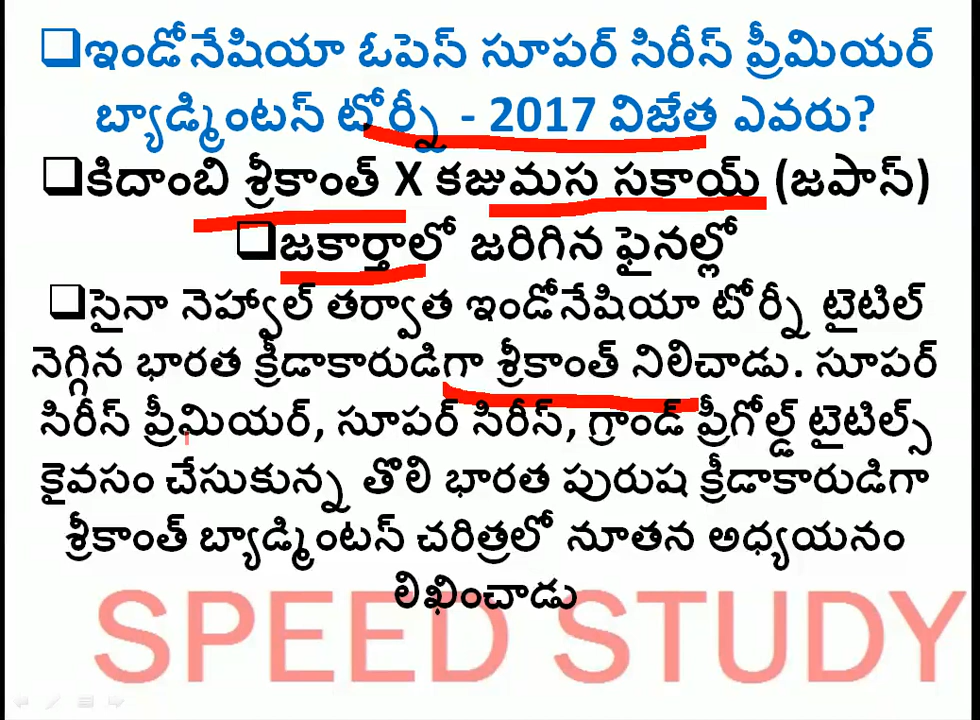 ❑ఇండోనేషియా ఓపెన్ సూపర్ సిరీస్ ప్రీమియర్
బ్యాడ్మింటన్ టోర్నీ - 2017 విజేత ఎవరు?
❑కిదాంబి శ్రీకాంత్ X కజుమస సకాయ్ (జపాన్)
❑జకార్తాలో జరిగిన ఫైనల్లో
❑సైనా నెహ్వాల్ తర్వాత ఇండోనేషియా టోర్నీ టైటిల్
నెగ్గిన భారత క్రీడాకారుడిగా శ్రీకాంత్ నిలిచాడు. సూపర్
సిరీస్ ప్రీమియర్, సూపర్ సిరీస్, గ్రాండ్ ప్రీగోల్డ్ టైటిల్స్
కైవసం చేసుకున్న తొలి భారత పురుష క్రీడాకారుడిగా
శ్రీకాంత్ బ్యాడ్మింటన్ చరిత్రలో నూతన అధ్యయనం
లిఖించాడు
SPEED STUDY